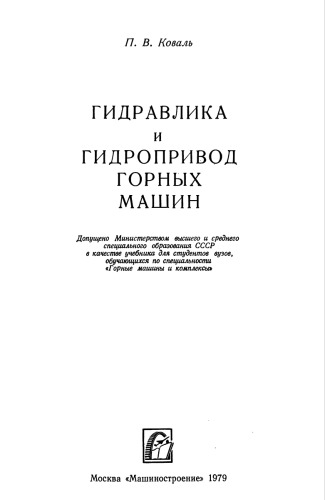 П. В. Коваль
ГИДРАВЛИКА
и
ГИДРОПРИВОД
ГОРНЫХ
МАШИН
Допущено Министерством высшего и среднего
специального образования СССР
в качестве учебника для студентов вузов,
обучающихся по специальности
«Горные машины и комплексы»
Москва «Машиностроение» 1979